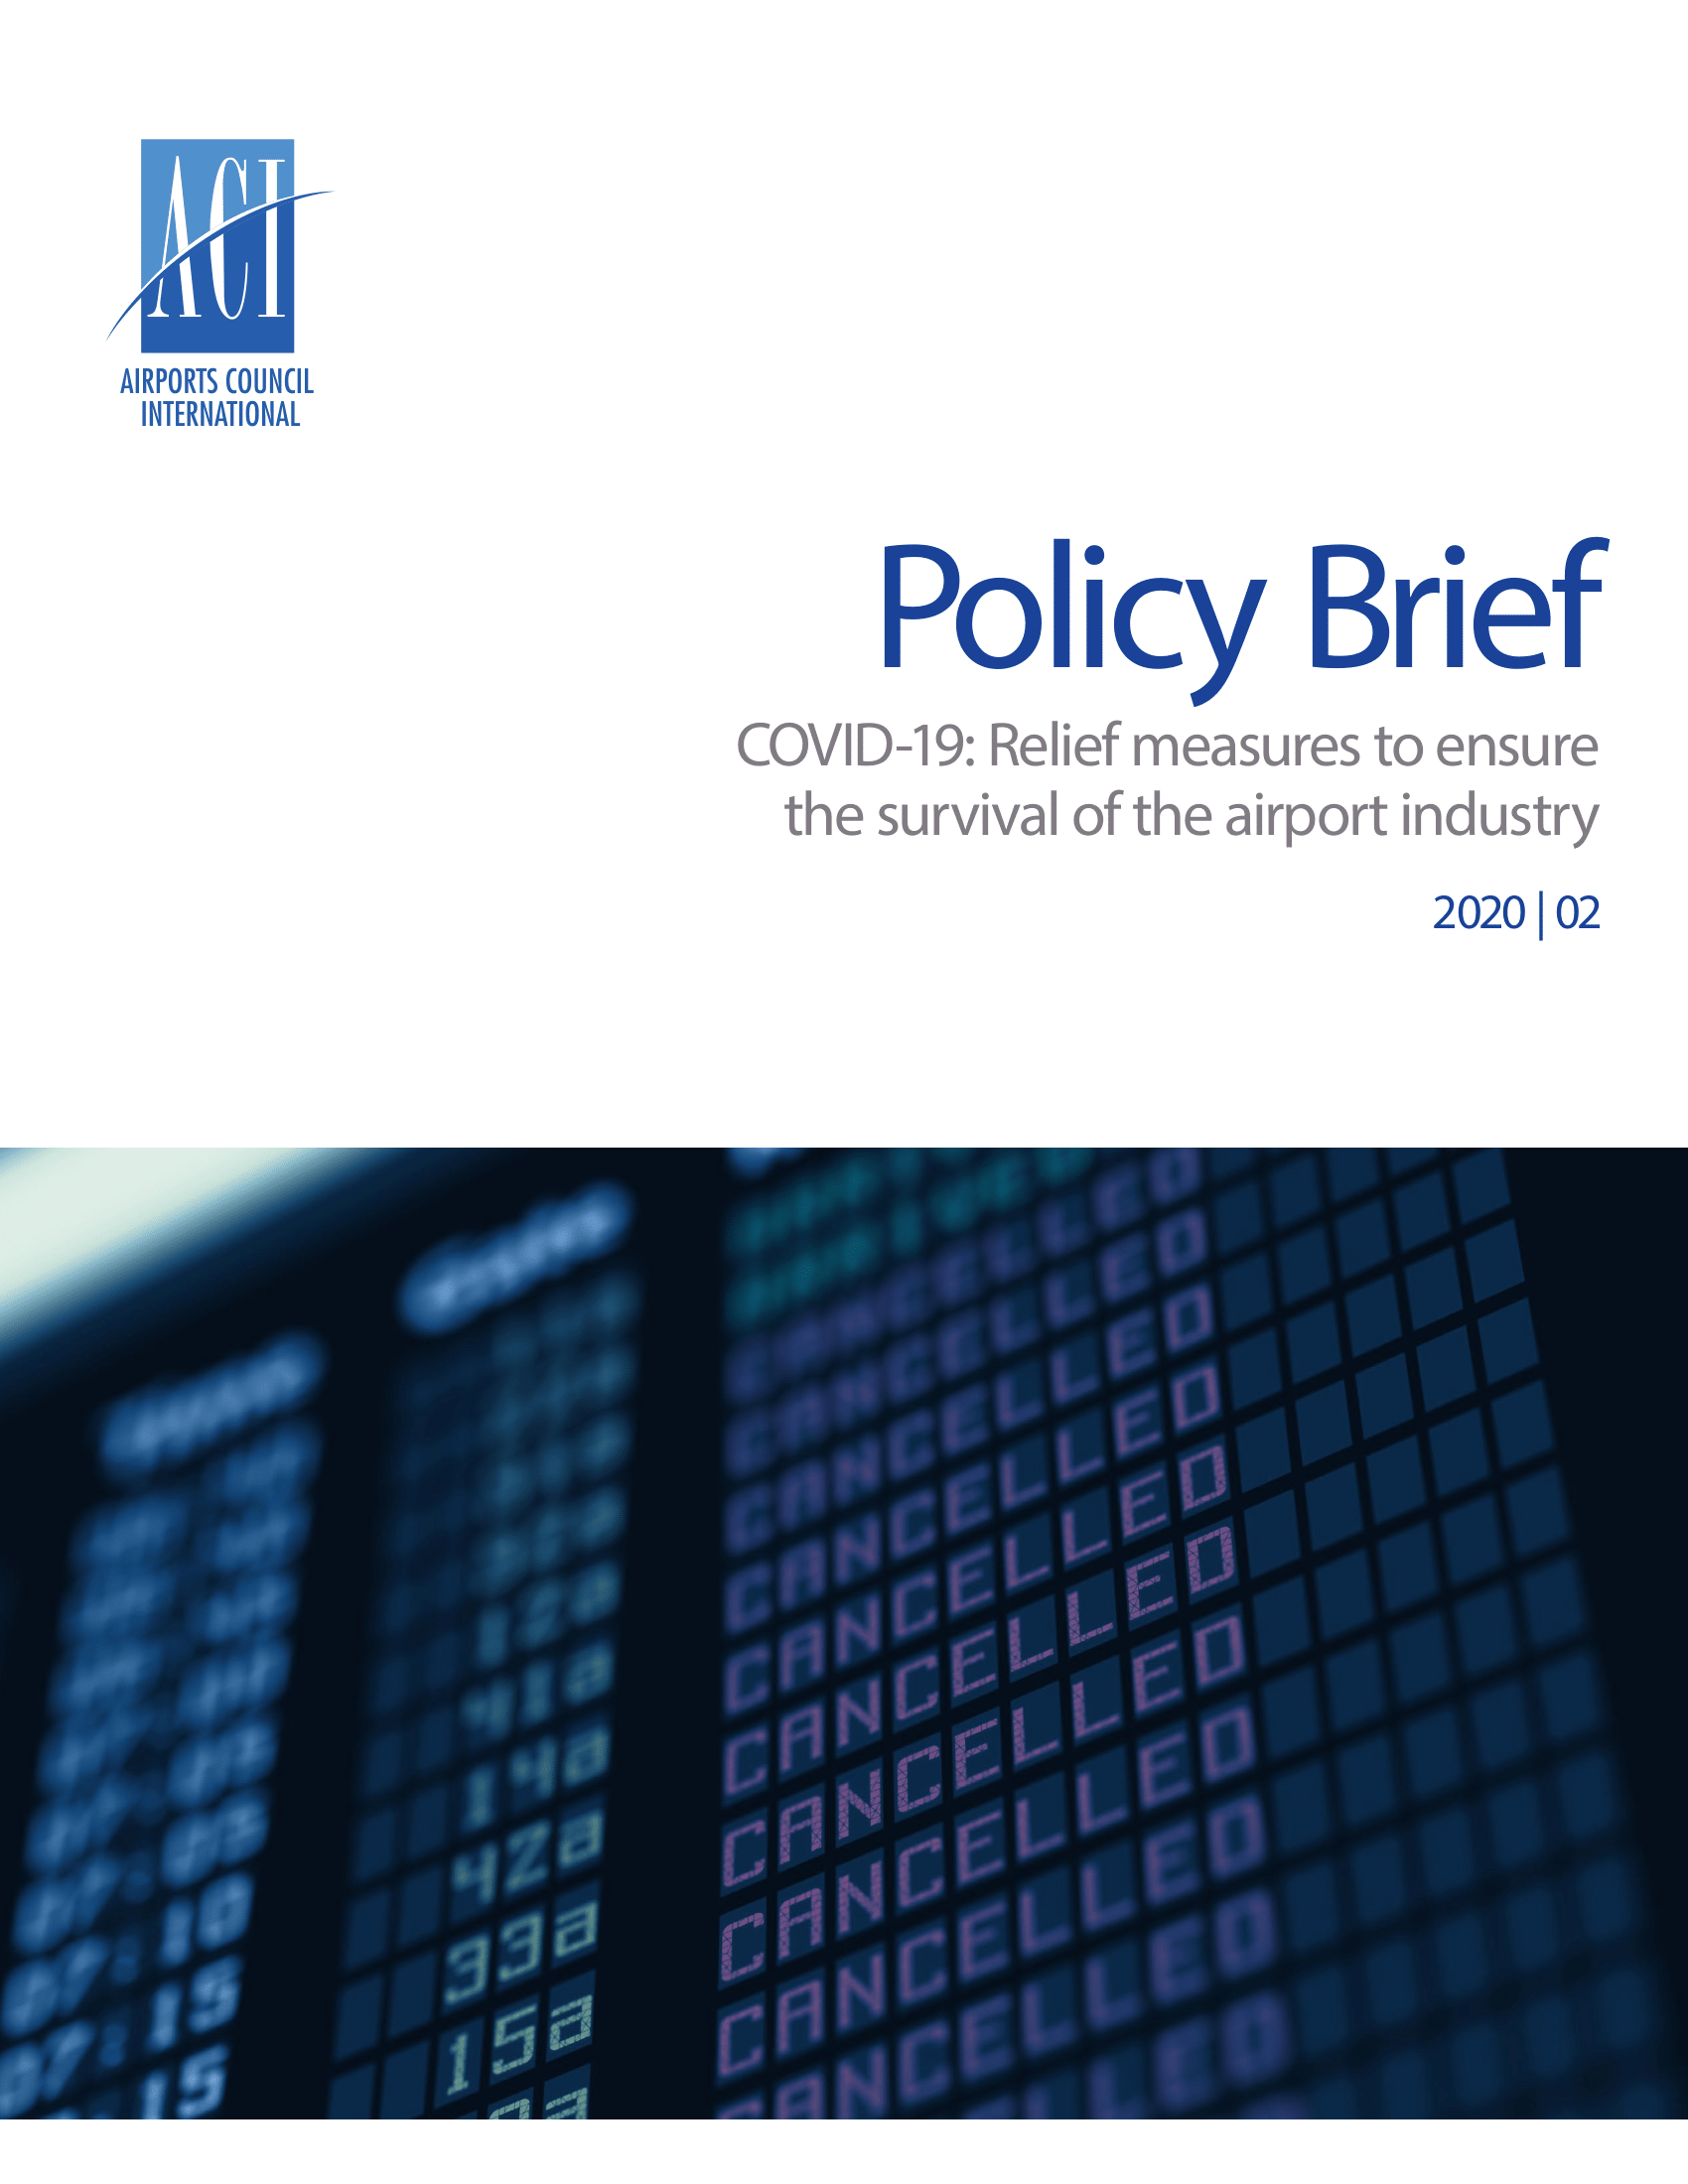 ACI
AIRPORTS COUNCIL
INTERNATIONAL
Policy Brief
COVID-19: Relief measures to ensure
the survival of the airport industry
2020 | 02
CANCELLED
CANCELLED
CANCELLED
CANCELLED
12a CANCELLED
41a CANCELLED
14a CANCELLED
42a CANCELLED
07:10 33a CANCELLED
07:15 15a CANCELLED
15